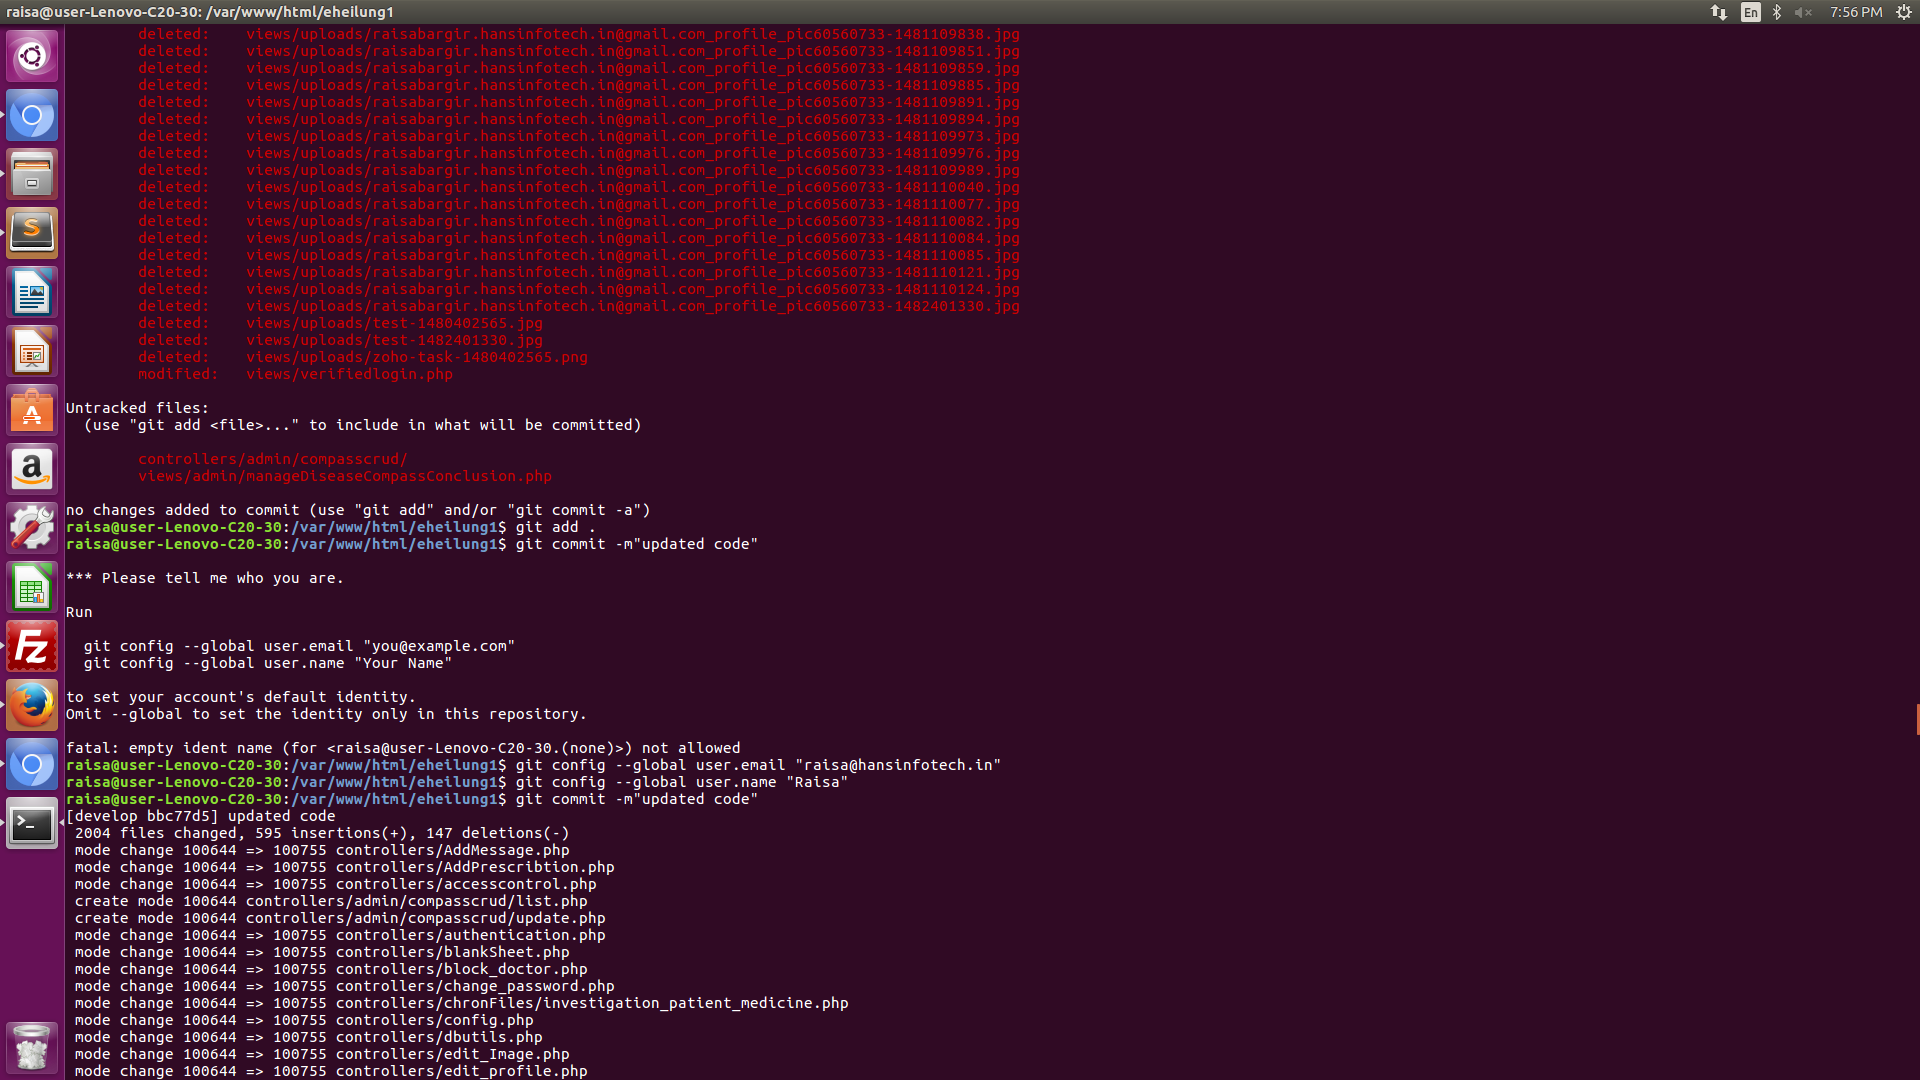 raisa@user-Lenovo-C20-30: /var/www/html/eheilung1
En
7:56 PM
deleted:    views/uploads/raisabargir.hansinfotech.in@gmail.com_profile_pic60560733-1481109838.jpg
deleted:    views/uploads/raisabargir.hansinfotech.in@gmail.com_profile_pic60560733-1481109851.jpg
deleted:    views/uploads/raisabargir.hansinfotech.in@gmail.com_profile_pic60560733-1481109859.jpg
deleted:    views/uploads/raisabargir.hansinfotech.in@gmail.com_profile_pic60560733-1481109885.jpg
deleted:    views/uploads/raisabargir.hansinfotech.in@gmail.com_profile_pic60560733-1481109891.jpg
deleted:    views/uploads/raisabargir.hansinfotech.in@gmail.com_profile_pic60560733-1481109894.jpg
deleted:    views/uploads/raisabargir.hansinfotech.in@gmail.com_profile_pic60560733-1481109973.jpg
deleted:    views/uploads/raisabargir.hansinfotech.in@gmail.com_profile_pic60560733-1481109976.jpg
deleted:    views/uploads/raisabargir.hansinfotech.in@gmail.com_profile_pic60560733-1481109989.jpg
deleted:    views/uploads/raisabargir.hansinfotech.in@gmail.com_profile_pic60560733-1481110040.jpg
deleted:    views/uploads/raisabargir.hansinfotech.in@gmail.com_profile_pic60560733-1481110077.jpg
deleted:    views/uploads/raisabargir.hansinfotech.in@gmail.com_profile_pic60560733-1481110082.jpg
deleted:    views/uploads/raisabargir.hansinfotech.in@gmail.com_profile_pic60560733-1481110084.jpg
deleted:    views/uploads/raisabargir.hansinfotech.in@gmail.com_profile_pic60560733-1481110085.jpg
deleted:    views/uploads/raisabargir.hansinfotech.in@gmail.com_profile_pic60560733-1481110121.jpg
deleted:    views/uploads/raisabargir.hansinfotech.in@gmail.com_profile_pic60560733-1481110124.jpg
deleted:    views/uploads/raisabargir.hansinfotech.in@gmail.com_profile_pic60560733-1482401330.jpg
deleted:    views/uploads/test-1480402565.jpg
deleted:    views/uploads/test-1482401330.jpg
deleted:    views/uploads/zoho-task-1480402565.png
modified:   views/verifiedlogin.php
Untracked files:
(use "git add <file>..." to include in what will be committed)
controllers/admin/compasscrud/
views/admin/manageDiseaseCompassConclusion.php
no changes added to commit (use "git add" and/or "git commit -a")
raisa@user-Lenovo-C20-30:/var/www/html/eheilung1$ git add .
raisa@user-Lenovo-C20-30:/var/www/html/eheilung1$ git commit -m"updated code"
*** Please tell me who you are.
Run
git config --global user.email "you@example.com"
git config --global user.name "Your Name"
to set your account's default identity.
Omit --global to set the identity only in this repository.
fatal: empty ident name (for <raisa@user-Lenovo-C20-30.(none)>) not allowed
raisa@user-Lenovo-C20-30:/var/www/html/eheilung1$ git config --global user.email "raisa@hansinfotech.in"
raisa@user-Lenovo-C20-30:/var/www/html/eheilung1$ git config --global user.name "Raisa"
raisa@user-Lenovo-C20-30:/var/www/html/eheilung1$ git commit -m"updated code"
[develop bbc77d5] updated code
2004 files changed, 595 insertions(+), 147 deletions(-)
mode change 100644 => 100755 controllers/AddMessage.php
mode change 100644 => 100755 controllers/AddPrescribtion.php
mode change 100644 => 100755 controllers/accesscontrol.php
create mode 100644 controllers/admin/compasscrud/list.php
create mode 100644 controllers/admin/compasscrud/update.php
mode change 100644 => 100755 controllers/authentication.php
mode change 100644 => 100755 controllers/blankSheet.php
mode change 100644 => 100755 controllers/block_doctor.php
mode change 100644 => 100755 controllers/change_password.php
mode change 100644 => 100755 controllers/chronFiles/investigation_patient_medicine.php
mode change 100644 => 100755 controllers/config.php
mode change 100644 => 100755 controllers/dbutils.php
mode change 100644 => 100755 controllers/edit_Image.php
mode change 100644 => 100755 controllers/edit_profile.php